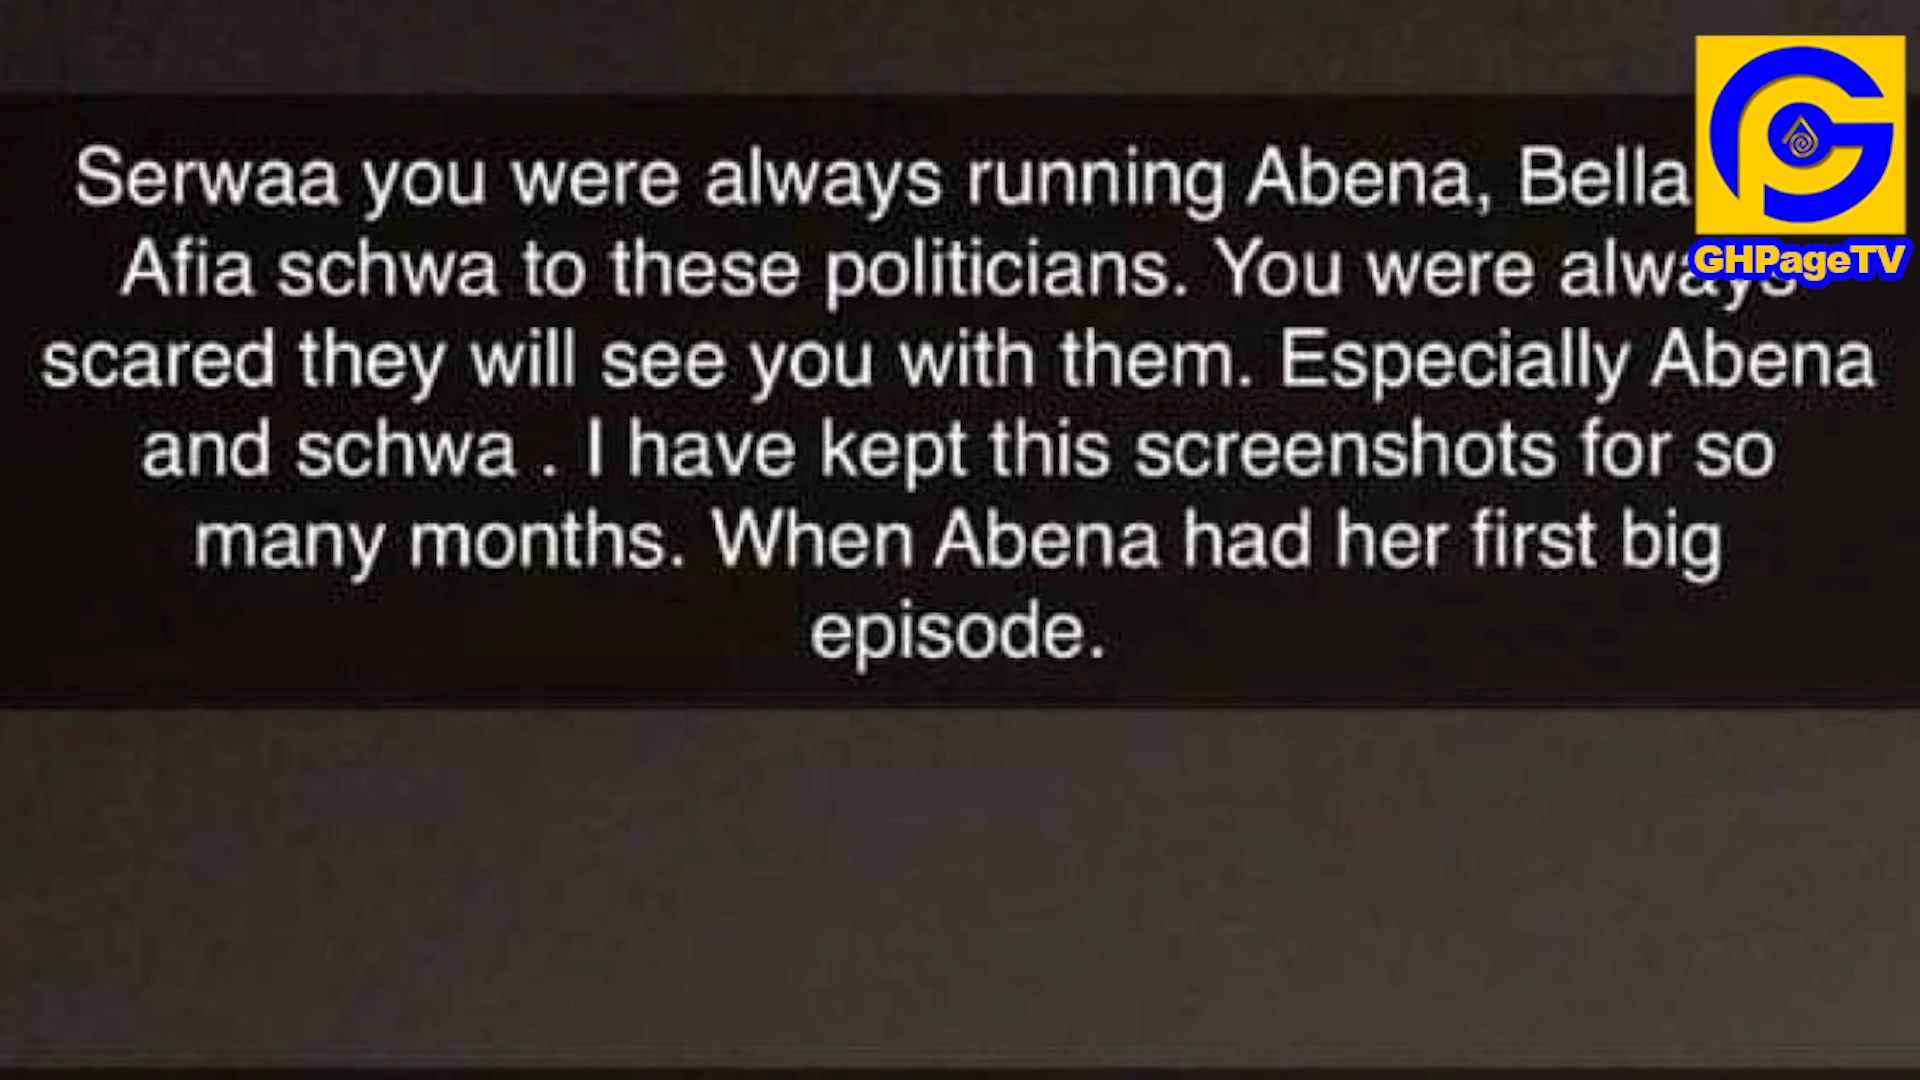 Serwaa you were always running Abena, Bella
Afia schwa to these politicians. You were always
scared they will see you with them. Especially Abena
and schwa . I have kept this screenshots for so
many months. When Abena had her first big
episode.
GHPageTV